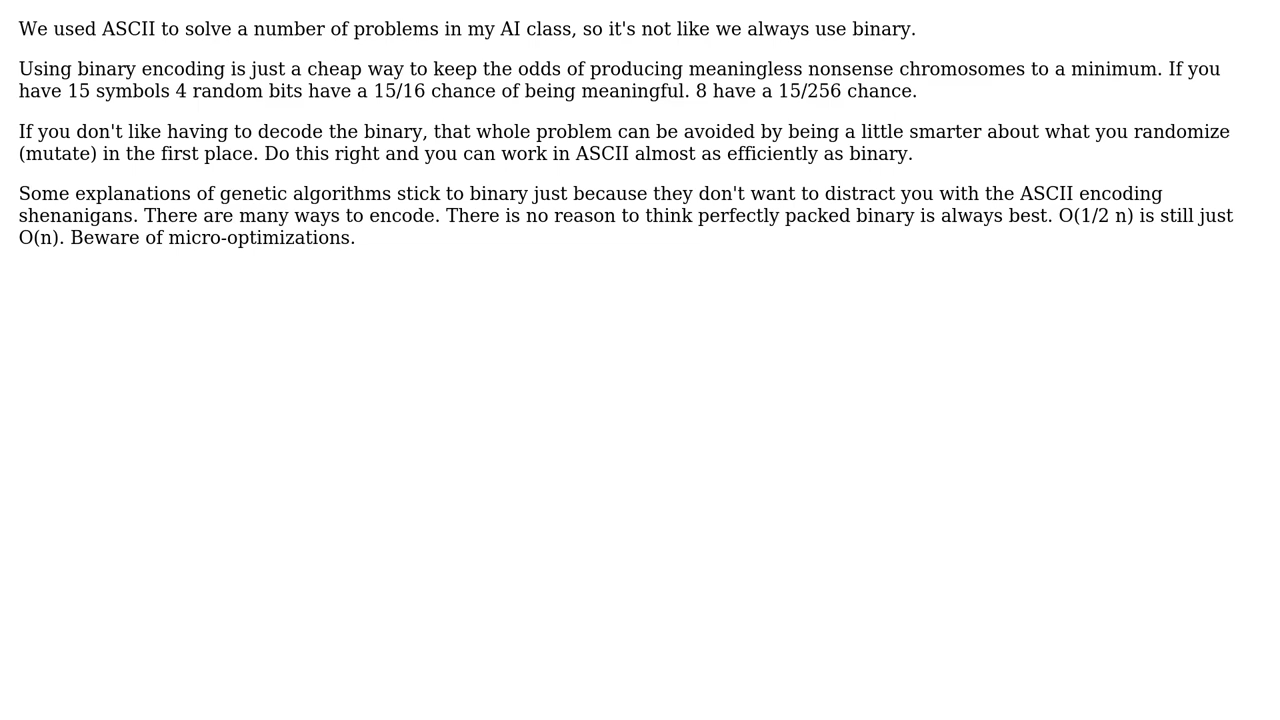 We used ASCII to solve a number of problems in my AI class, so it's not like we always use binary.
Using binary encoding is just a cheap way to keep the odds of producing meaningless nonsense chromosomes to a minimum. If you
have 15 symbols 4 random bits have a 15/16 chance of being meaningful. 8 have a 15/256 chance.
If you don't like having to decode the binary, that whole problem can be avoided by being a little smarter about what you randomize
(mutate) in the first place. Do this right and you can work in ASCII almost as efficiently as binary.
Some explanations of genetic algorithms stick to binary just because they don't want to distract you with the ASCII encoding
shenanigans. There are many ways to encode. There is no reason to think perfectly packed binary is always best. O(1/2 n) is still just
O(n). Beware of micro-optimizations.